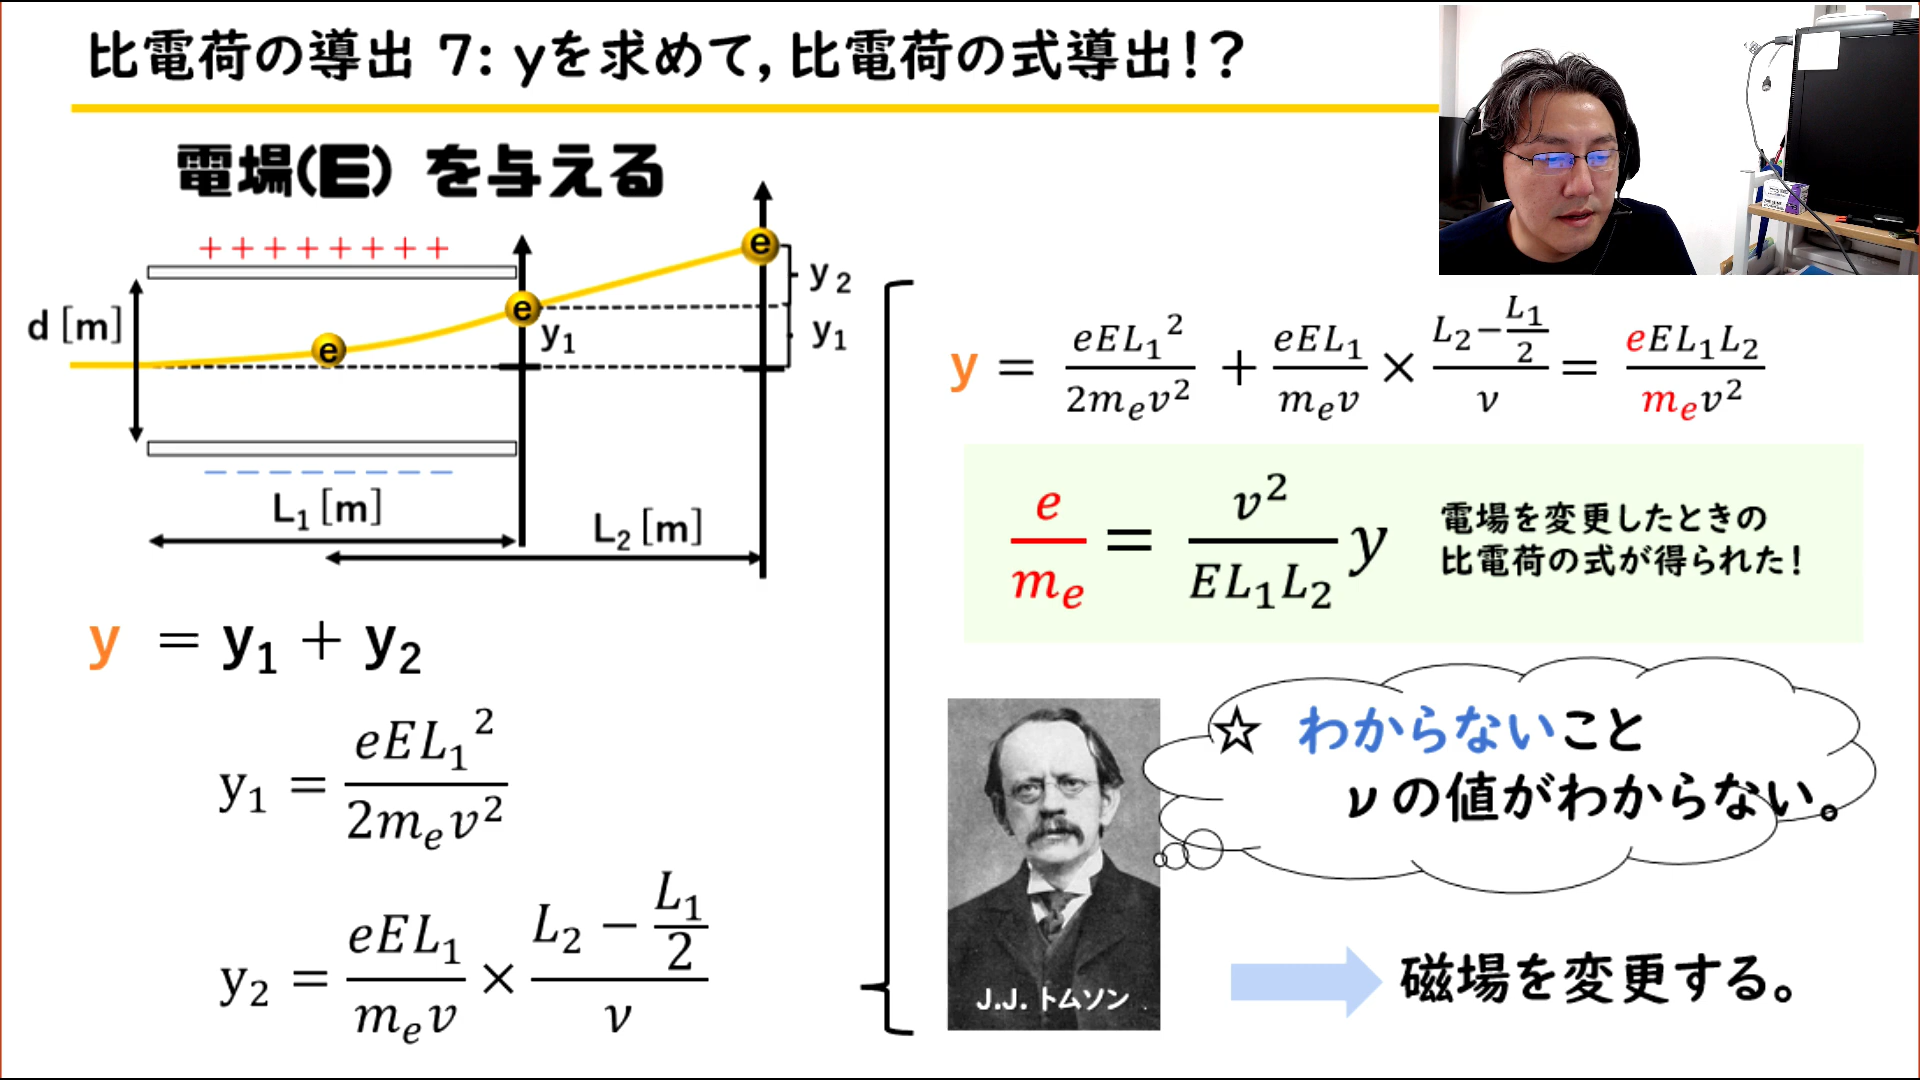 比電荷の導出 7: yを求めて, 比電荷の式導出!?
電場(E) を与える
+ + + + + + + +
d [m]
e
e
e
y₁
y₂
y₁
− − − − − − − −
L₁ [m]
L₂ [m]
y = y₁ + y₂
y₁ = eEL₁² / 2mₑv²
y₂ = eEL₁ / mₑv × (L₂ − L₁/2) / v
y = eEL₁² / 2mₑv² + eEL₁ / mₑv × (L₂ − L₁/2) / v = eEL₁L₂ / mₑv²
e / mₑ = v² / EL₁L₂ y
電場を変更したときの
比電荷の式が得られた!
☆ わからないこと
νの値がわからない。
J.J. トムソン
磁場を変更する。